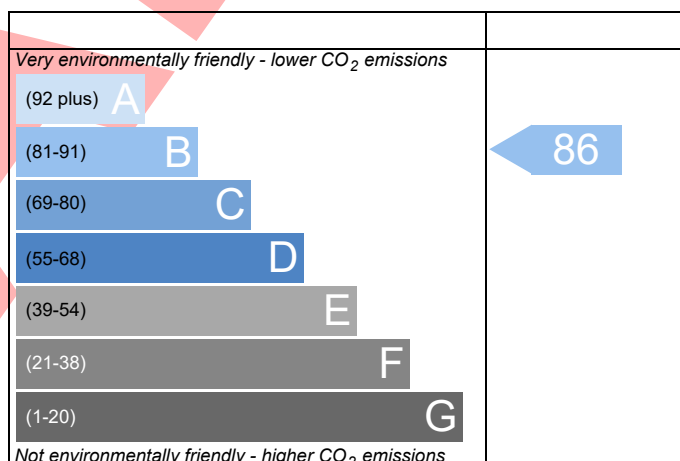 Very environmentally friendly - lower CO2 emissions
(92 plus) A
(81-91) B
86
(69-80) C
(55-68) D
(39-54) E
(21-38) F
(1-20) G
Not environmentally friendly - higher CO2 emissions